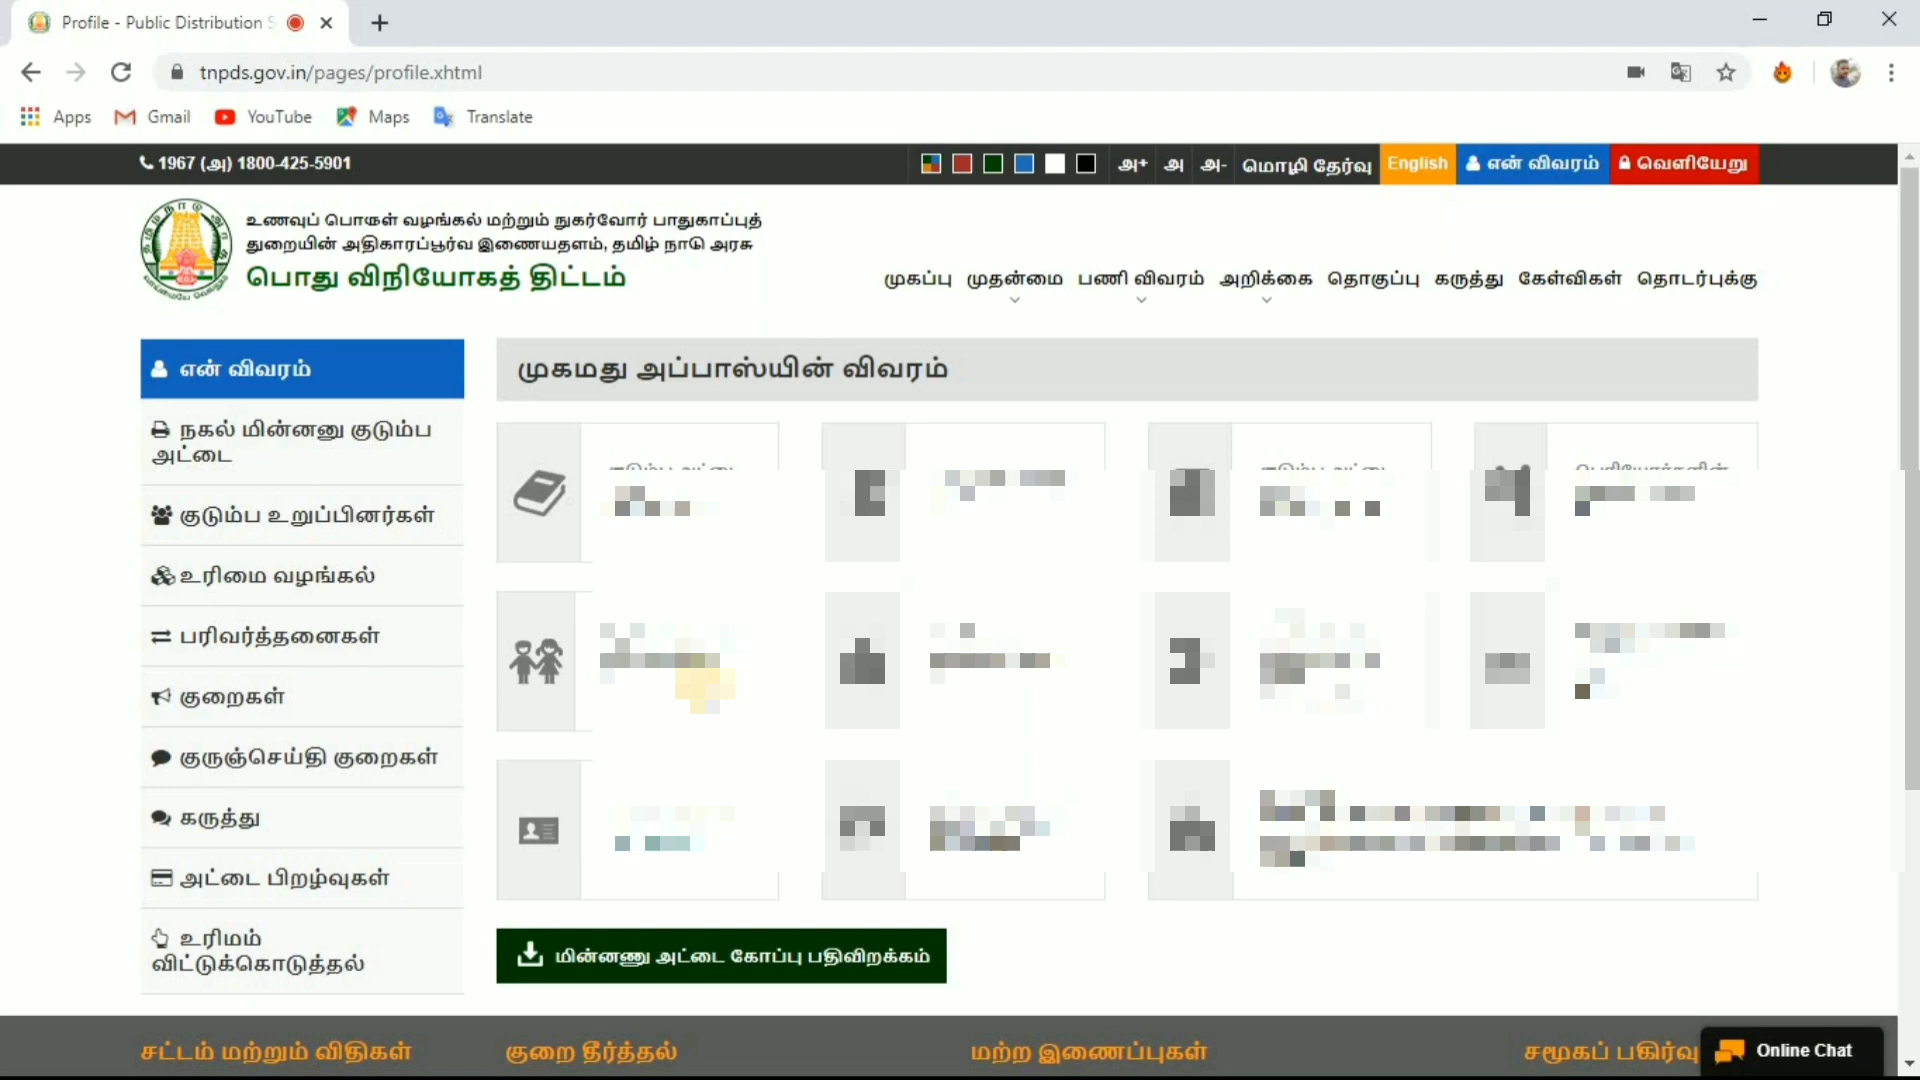 Profile - Public Distribution S
tnpds.gov.in/pages/profile.xhtml
Apps Gmail YouTube Maps Translate
1967 (அ) 1800-425-5901
அ+ அ அ- மொழி தேர்வு English என் விவரம் வெளியேறு
உணவுப் பொருள் வழங்கல் மற்றும் நுகர்வோர் பாதுகாப்புத்
துறையின் அதிகாரப்பூர்வ இணையதளம், தமிழ் நாடு அரசு
பொது விநியோகத் திட்டம்
முகப்பு முதன்மை பணி விவரம் அறிக்கை தொகுப்பு கருத்து கேள்விகள் தொடர்புக்கு
என் விவரம்
முகமது அப்பாஸ்யின் விவரம்
நகல் மின்னனு குடும்ப
அட்டை
குடும்ப உறுப்பினர்கள்
உரிமை வழங்கல்
பரிவர்த்தனைகள்
குறைகள்
குருஞ்செய்தி குறைகள்
கருத்து
அட்டை பிறழ்வுகள்
உரிமம்
விட்டுக்கொடுத்தல்
மின்னணு அட்டை கோப்பு பதிவிறக்கம்
சட்டம் மற்றும் விதிகள் குறை தீர்த்தல் மற்ற இணைப்புகள் சமூகப் பகிர்வு
Online Chat